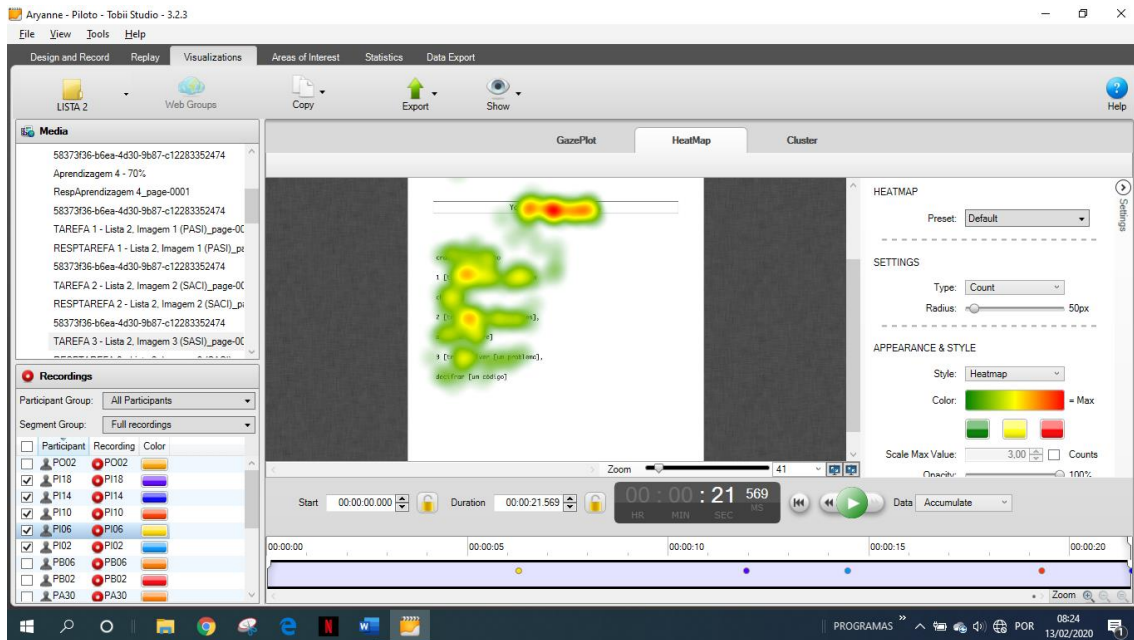 Aryanne - Piloto - Tobii Studio - 3.2.3
File View Tools Help
Design and Record Replay Visualizations Areas of Interest Statistics Data Export
LISTA 2 Web Groups Copy Export Show Help
Media
58373f36-b6ea-4d30-9b87-c12283352474
Aprendizagem 4 - 70%
RespAprendizagem 4_page-0001
58373f36-b6ea-4d30-9b87-c12283352474
TAREFA 1 - Lista 2, Imagem 1 (PASI)_page-00
RESPTAREFA 1 - Lista 2, Imagem 1 (PASI)_pa
58373f36-b6ea-4d30-9b87-c12283352474
TAREFA 2 - Lista 2, Imagem 2 (SACI)_page-00
RESPTAREFA 2 - Lista 2, Imagem 2 (SACI)_pa
58373f36-b6ea-4d30-9b87-c12283352474
TAREFA 3 - Lista 2, Imagem 3 (SASI)_page-00
Recordings
Participant Group: All Participants
Segment Group: Full recordings
Participant Recording Color
PO02 PO02
PI18 PI18
PI14 PI14
PI10 PI10
PI06 PI06
PI02 PI02
PB06 PB06
PB02 PB02
PA30 PA30
GazePlot HeatMap Cluster
1
2
3 [un problema],
decifrar [um código]
Zoom 41
HEATMAP
Preset: Default
SETTINGS
Type: Count
Radius: 50px
APPEARANCE & STYLE
Style: Heatmap
Color: = Max
Scale Max Value: 3,00 Counts
Opacity: 100%
Settings
Start 00:00:00.000 Duration 00:00:21.569 00 : 00 : 21 569 Data Accumulate
HR MIN SEC MS
00:00:00 00:00:05 00:00:10 00:00:15 00:00:20
Zoom
PROGRAMAS POR 08:24
13/02/2020